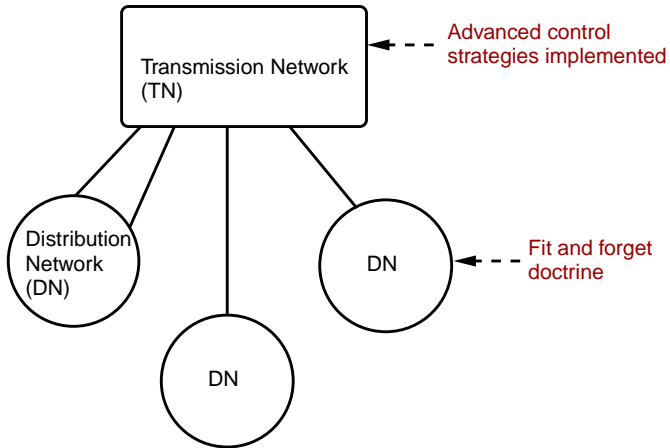 Advanced control
strategies implemented
Transmission Network
(TN)
Distribution
Network
(DN)
DN
Fit and forget
doctrine
DN